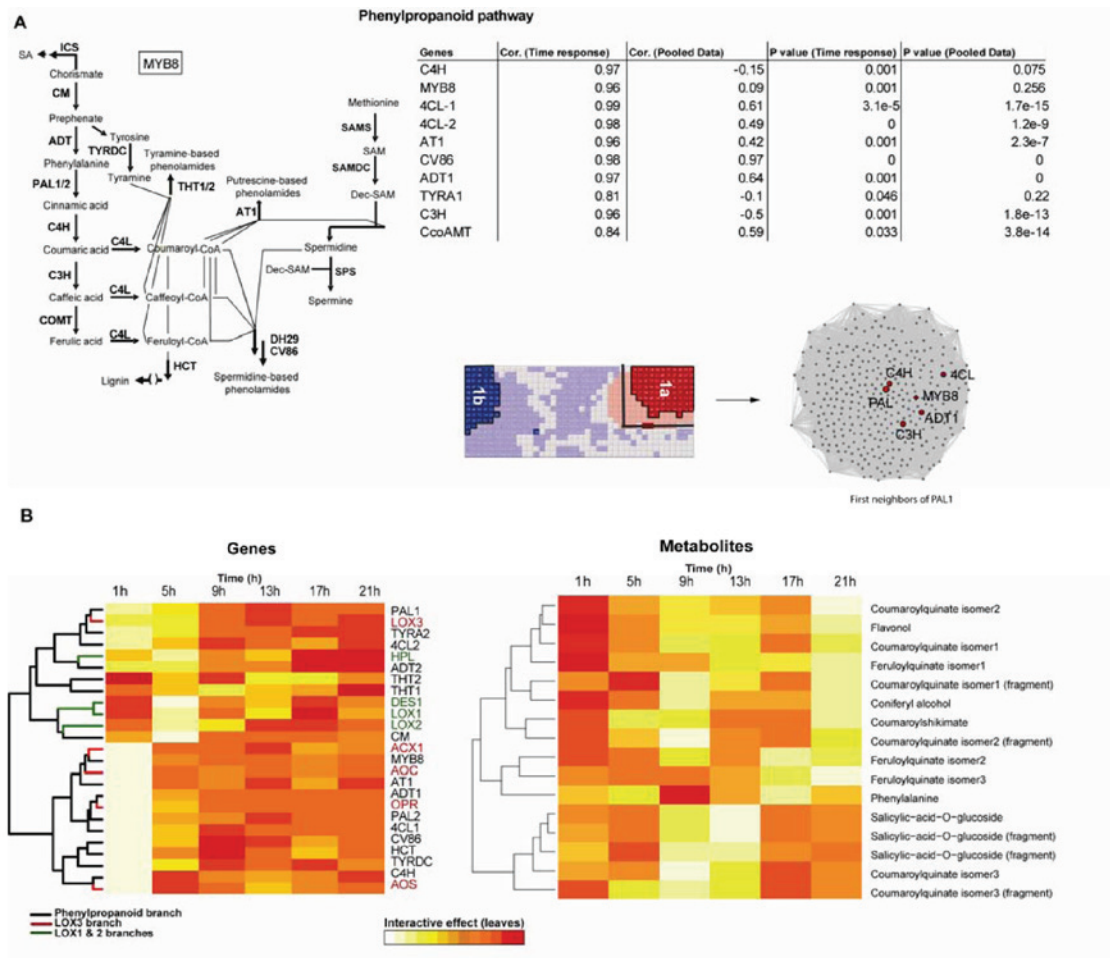 A
Phenylpropanoid pathway
SA
ICS
MYB8
Chorismate
CM
Prephenate
ADT
Tyrosine
TYRDC
Phenylalanine
Tyramine
Tyramine-based
phenolamides
THT1/2
PAL1/2
Cinnamic acid
C4H
Coumaric acid
C4L
Coumaroyl-CoA
C3H
Caffeic acid
C4L
Caffeoyl-CoA
COMT
Ferulic acid
C4L
Feruloyl-CoA
HCT
Lignin
Putrescine-based
phenolamides
AT1
Methionine
SAMS
SAM
SAMDC
Dec-SAM
Spermidine
Dec-SAM
SPS
Spermine
DH29
CV86
Spermidine-based
phenolamides
Genes Cor. (Time response) Cor. (Pooled Data) P value (Time response) P value (Pooled Data)
C4H 0.97 -0.15 0.001 0.075
MYB8 0.96 0.09 0.001 0.256
4CL-1 0.99 0.61 3.1e-5 1.7e-15
4CL-2 0.98 0.49 0 1.2e-9
AT1 0.96 0.42 0.001 2.3e-7
CV86 0.98 0.97 0 0
ADT1 0.97 0.64 0.001 0
TYRA1 0.81 -0.1 0.046 0.22
C3H 0.96 -0.5 0.001 1.8e-13
CcoAMT 0.84 0.59 0.033 3.8e-14
1b
1a
C4H
4CL
PAL
MYB8
ADT1
C3H
First neighbors of PAL1
B
Genes
Time (h)
1h 5h 9h 13h 17h 21h
PAL1
LOX3
TYRA2
4CL2
HPL
ADT2
THT2
THT1
DES1
LOX1
LOX2
CM
ACX1
MYB8
AOC
AT1
ADT1
OPR
PAL2
4CL1
CV86
HCT
TYRDC
C4H
AOS
Phenylpropanoid branch
LOX3 branch
LOX1 & 2 branches
Interactive effect (leaves)
Metabolites
Time (h)
1h 5h 9h 13h 17h 21h
Coumaroylquinate isomer2
Flavonol
Coumaroylquinate isomer1
Feruloylquinate isomer1
Coumaroylquinate isomer1 (fragment)
Coniferyl alcohol
Coumaroylshikimate
Coumaroylquinate isomer2 (fragment)
Feruloylquinate isomer2
Feruloylquinate isomer3
Phenylalanine
Salicylic-acid-O-glucoside
Salicylic-acid-O-glucoside (fragment)
Salicylic-acid-O-glucoside (fragment)
Coumaroylquinate isomer3
Coumaroylquinate isomer3 (fragment)